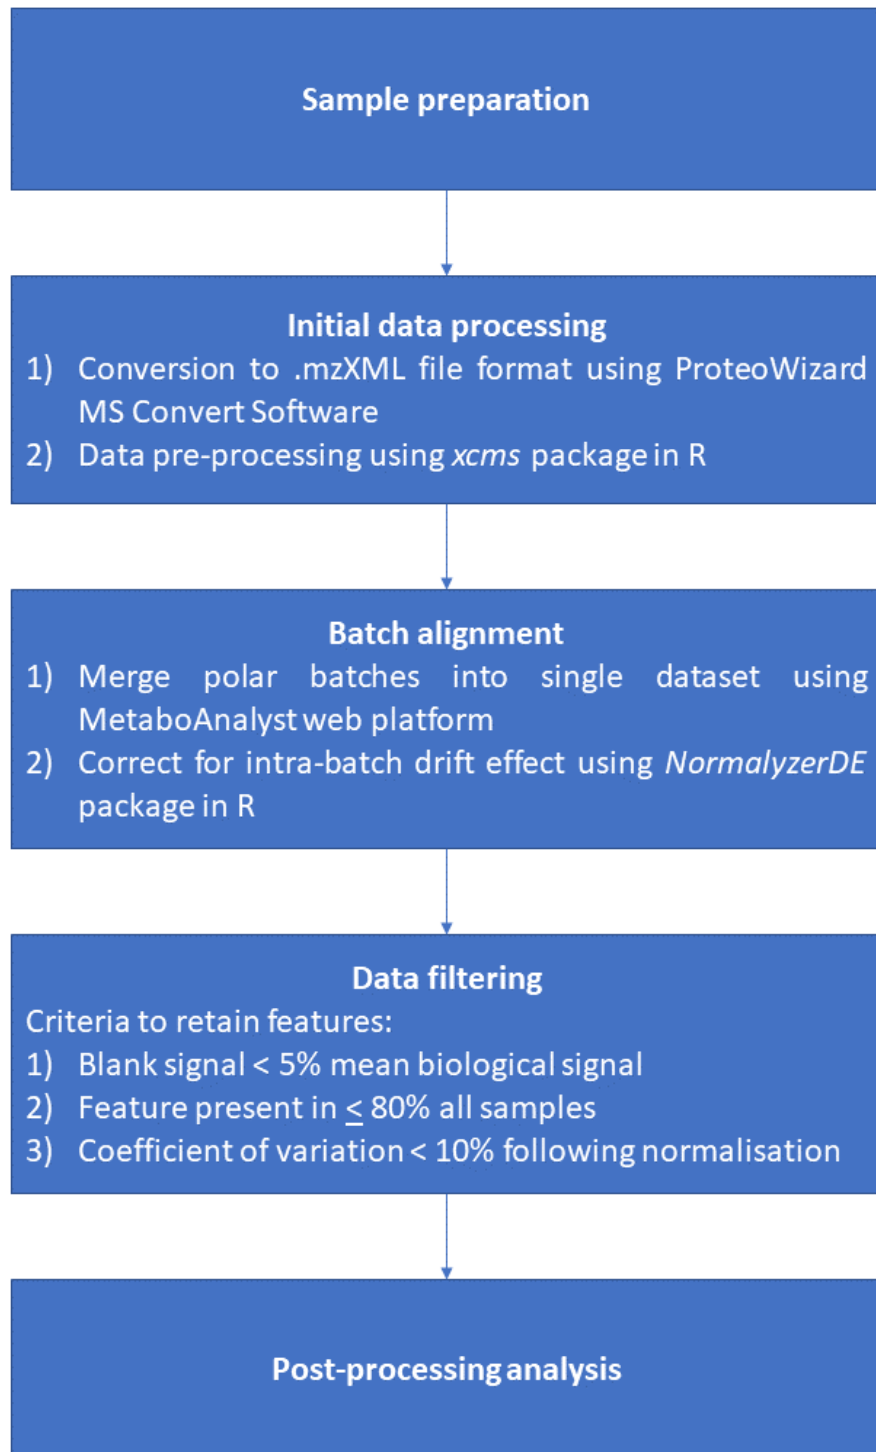 Sample preparation
Initial data processing
1) Conversion to .mzXML file format using ProteoWizard
MS Convert Software
2) Data pre-processing using xcms package in R
Batch alignment
1) Merge polar batches into single dataset using
MetaboAnalyst web platform
2) Correct for intra-batch drift effect using NormalyzerDE
package in R
Data filtering
Criteria to retain features:
1) Blank signal < 5% mean biological signal
2) Feature present in ≤ 80% all samples
3) Coefficient of variation < 10% following normalisation
Post-processing analysis